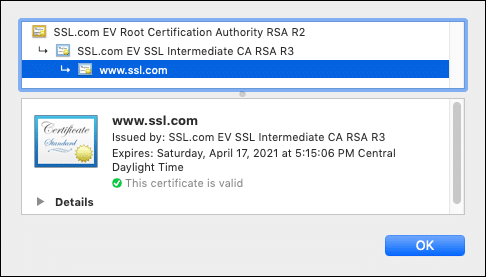 SSL.com EV Root Certification Authority RSA R2
SSL.com EV SSL Intermediate CA RSA R3
www.ssl.com
www.ssl.com
Issued by: SSL.com EV SSL Intermediate CA RSA R3
Expires: Saturday, April 17, 2021 at 5:15:06 PM Central
Daylight Time
This certificate is valid
Details
Certificate
Standard
OK